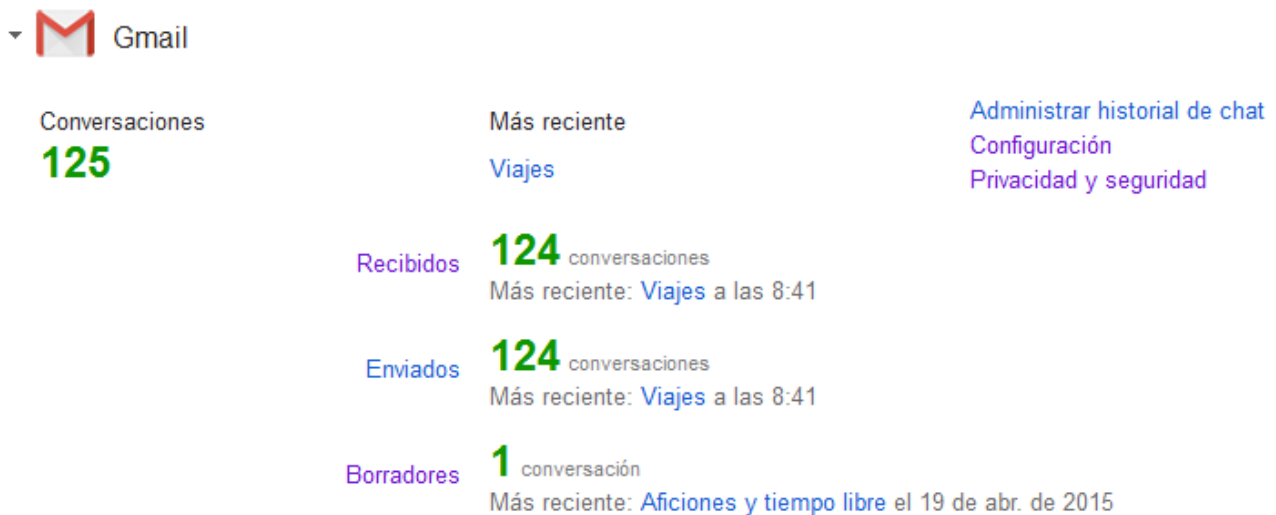 Gmail
Conversaciones
125
Más reciente
Viajes
Administrar historial de chat
Configuración
Privacidad y seguridad
Recibidos
124 conversaciones
Más reciente: Viajes a las 8:41
Enviados
124 conversaciones
Más reciente: Viajes a las 8:41
Borradores
1 conversación
Más reciente: Aficiones y tiempo libre el 19 de abr. de 2015